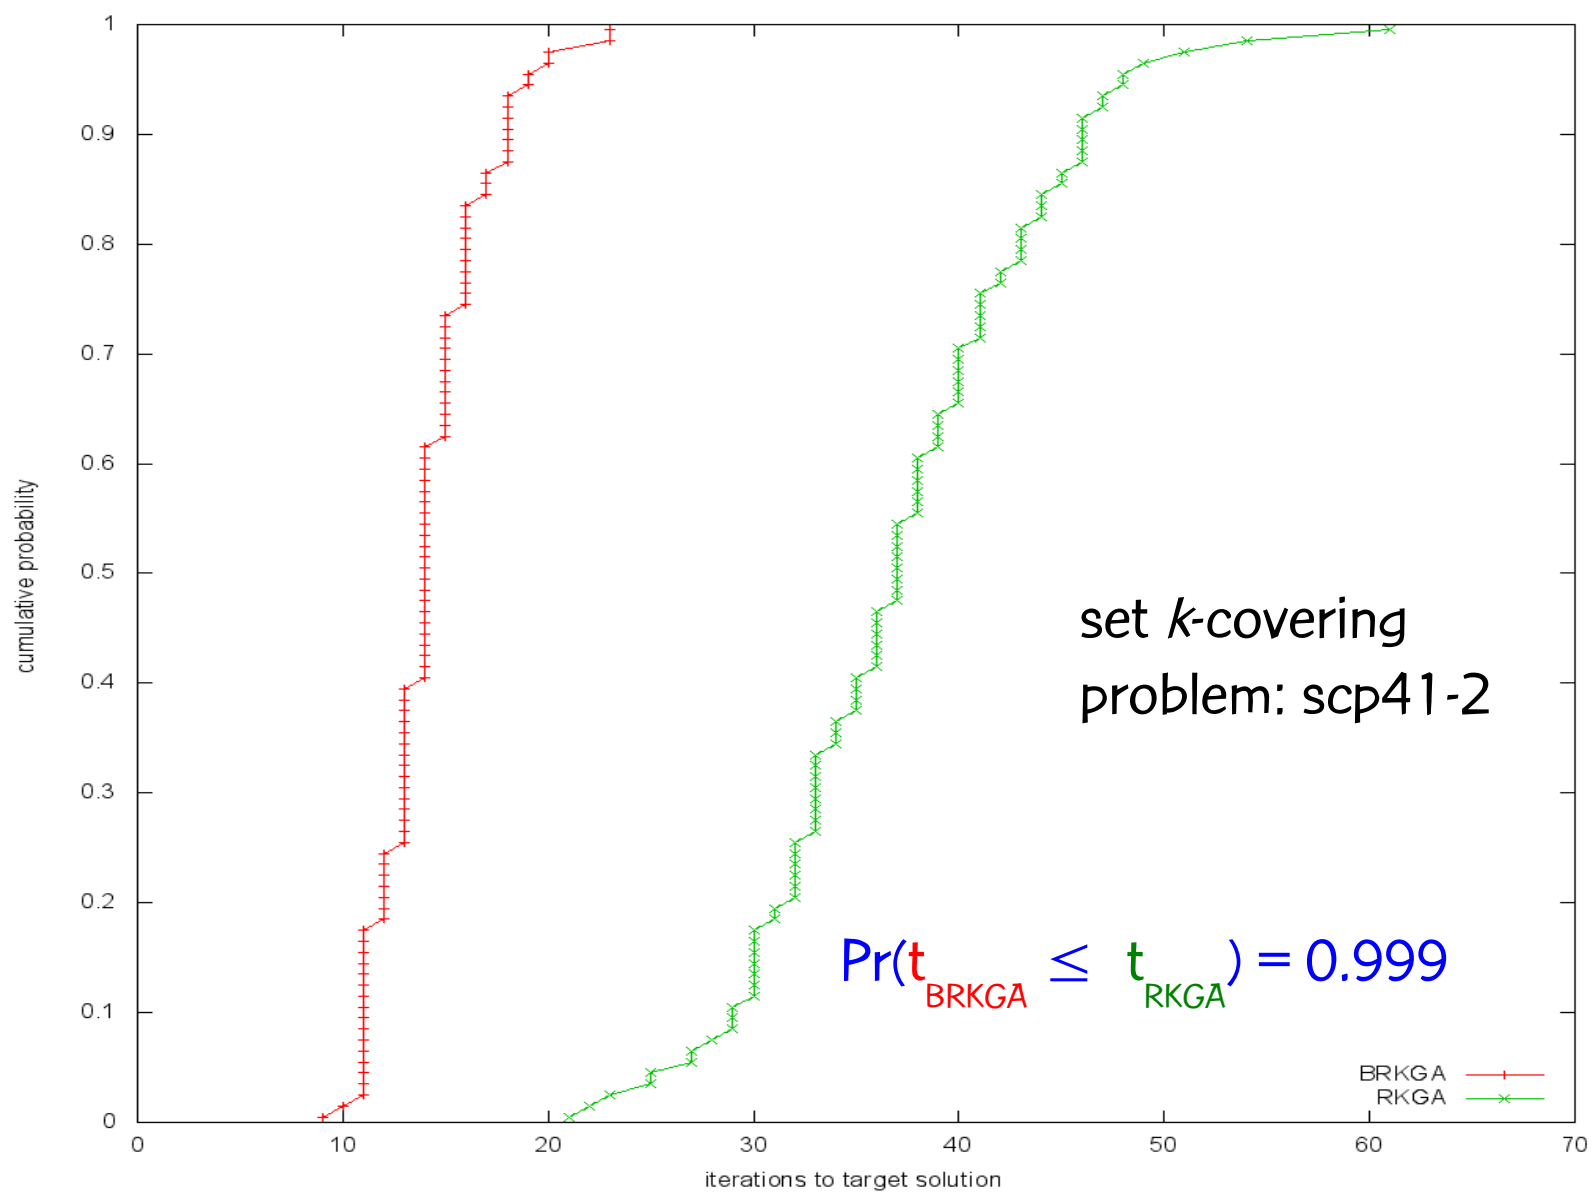 1
0.9
0.8
0.7
0.6
0.5
0.4
0.3
0.2
0.1
0
cumulative probability
0 10 20 30 40 50 60 70
iterations to target solution
set k-covering
problem: scp41-2
Pr(t BRKGA ≤ t RKGA) = 0.999
BRKGA
RKGA